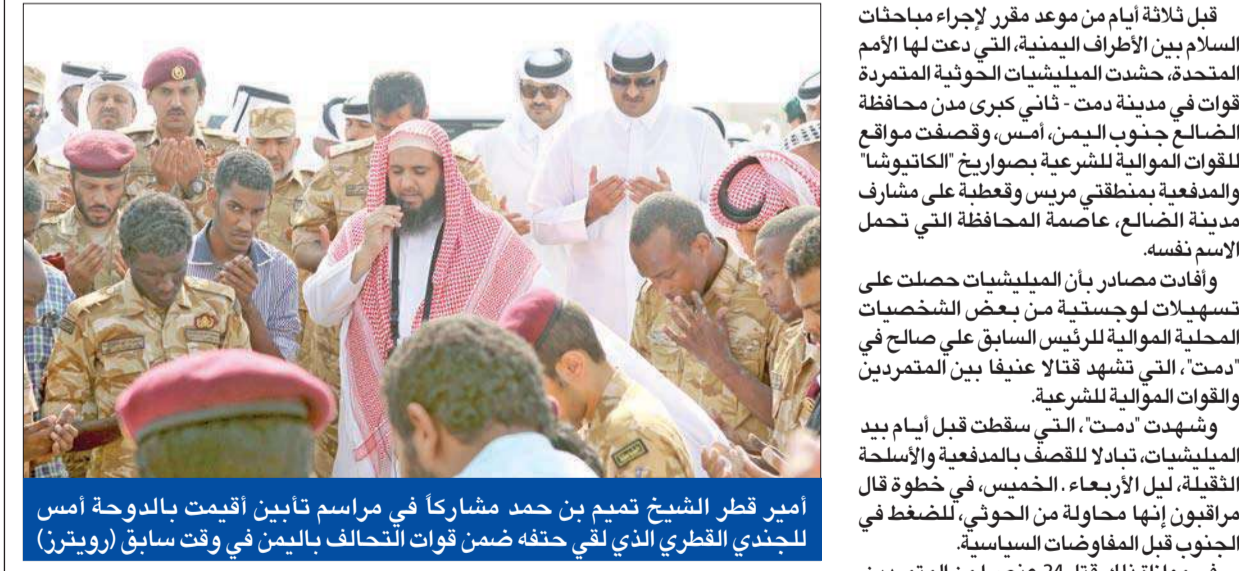 قبل ثلاثة أيام من موعد مقرر لإجراء مباحثات
السلام بين الأطراف اليمنية، التي دعت لها الأمم
المتحدة، حشدت الميليشيات الحوثية المتمردة
قوات في مدينة دمت - ثاني كبرى مدن محافظة
الضالع جنوب اليمن، أمس، وقصفت مواقع
للقوات الموالية للشرعية بصواريخ "الكاتيوشا"
والمدفعية بمنطقتي مريس وقعطبة على مشارف
مدينة الضالع، عاصمة المحافظة التي تحمل
الاسم نفسه.
وأفادت مصادر بأن الميليشيات حصلت على
تسهيلات لوجستية من بعض الشخصيات
المحلية الموالية للرئيس السابق علي صالح في
"دمت"، التي تشهد قتالا عنيفا بين المتمردين
والقوات الموالية للشرعية.
وشهدت "دمت"، التي سقطت قبل أيام بيد
الميليشيات، تبادلا للقصف بالمدفعية والأسلحة
الثقيلة، ليل الأربعاء . الخميس، في خطوة قال
مراقبون إنها محاولة من الحوثي، للضغط في
الجنوب قبل المفاوضات السياسية.
أمير قطر الشيخ تميم بن حمد مشاركاً في مراسم تأبين أقيمت بالدوحة أمس
للجندي القطري الذي لقي حتفه ضمن قوات التحالف باليمن في وقت سابق (رويترز)